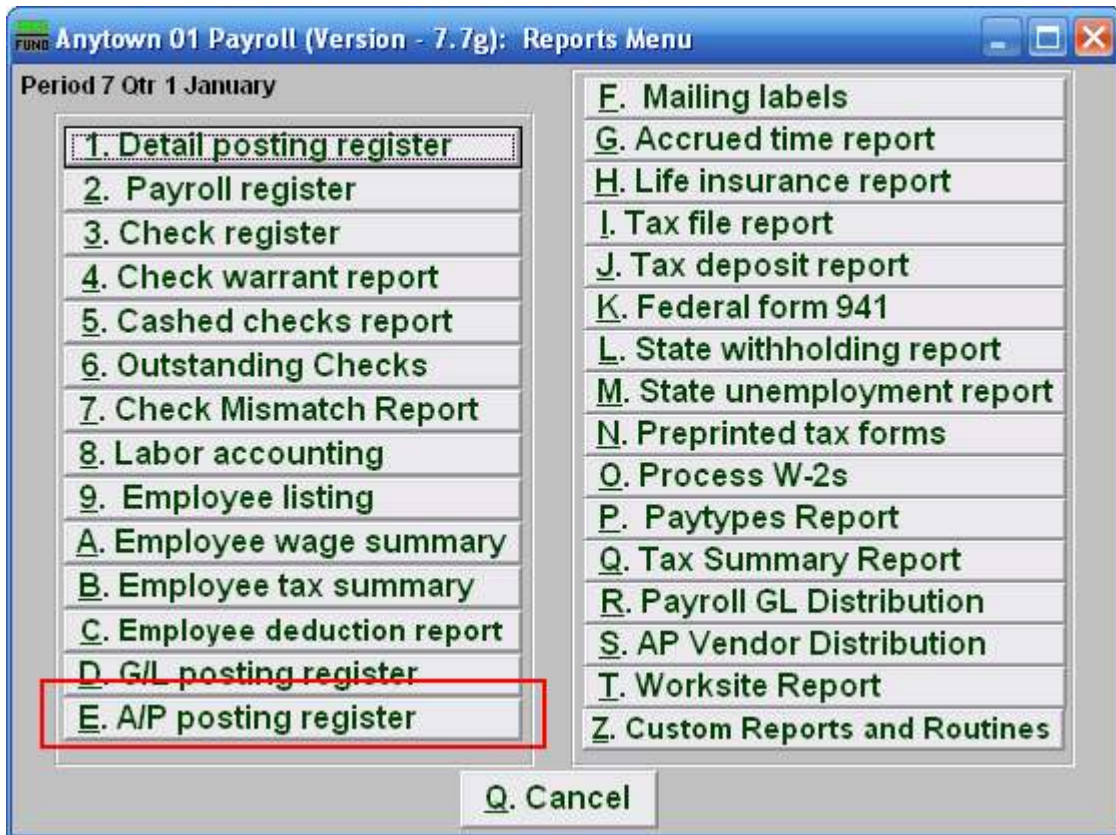 FUND Anytown 01 Payroll (Version - 7.7g): Reports Menu
Period 7 Qtr 1 January
1. Detail posting register
2. Payroll register
3. Check register
4. Check warrant report
5. Cashed checks report
6. Outstanding Checks
7. Check Mismatch Report
8. Labor accounting
9. Employee listing
A. Employee wage summary
B. Employee tax summary
C. Employee deduction report
D. G/L posting register
E. A/P posting register
F. Mailing labels
G. Accrued time report
H. Life insurance report
I. Tax file report
J. Tax deposit report
K. Federal form 941
L. State withholding report
M. State unemployment report
N. Preprinted tax forms
O. Process W-2s
P. Paytypes Report
Q. Tax Summary Report
R. Payroll GL Distribution
S. AP Vendor Distribution
T. Worksite Report
Z. Custom Reports and Routines
Q. Cancel